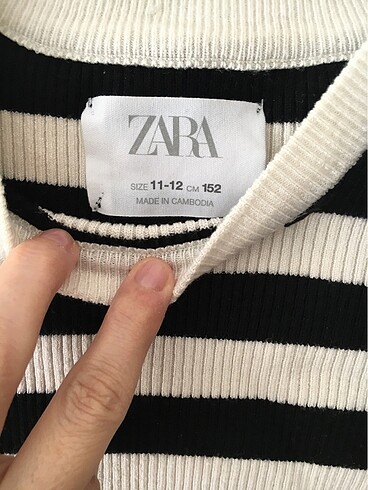 ZARA
SIZE 11-12 CM 152
MADE IN CAMBODIA